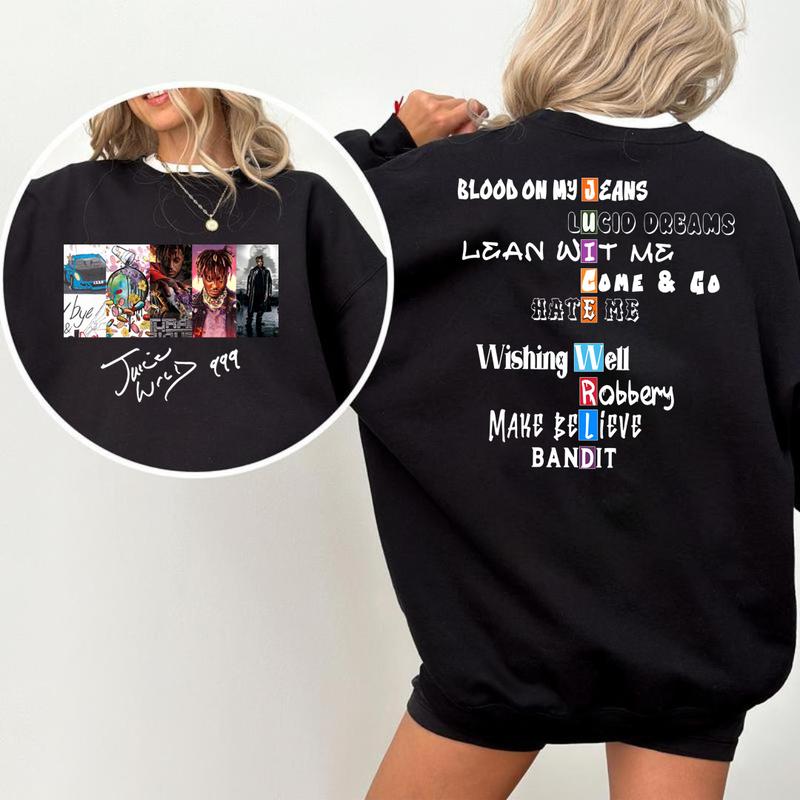 bye
&
Juice
WRLD 999
BLOOD ON MY JEANS
LUCID DREAMS
LEAN WIT ME
COME & GO
HATE ME
Wishing Well
Robbery
MAKE BELIEVE
BANDIT